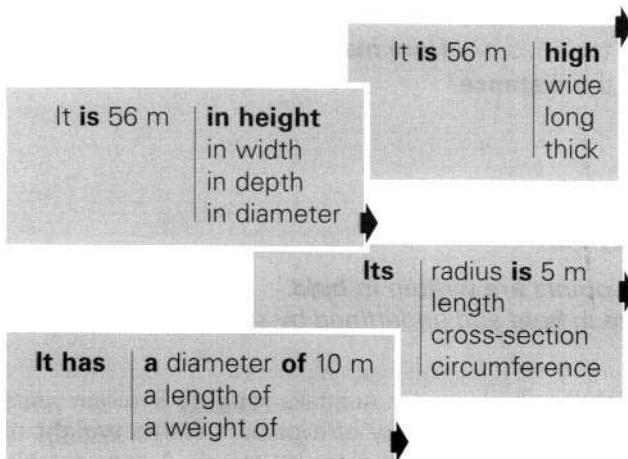 It is 56 m high
wide
long
thick
It is 56 m in height
in width
in depth
in diameter
Its radius is 5 m
length
cross-section
circumference
It has a diameter of 10 m
a length of
a weight of